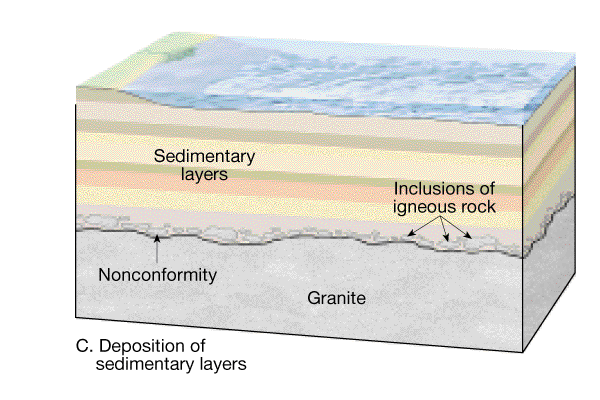 Sedimentary
layers
Inclusions of
igneous rock
Nonconformity
Granite
C. Deposition of
sedimentary layers